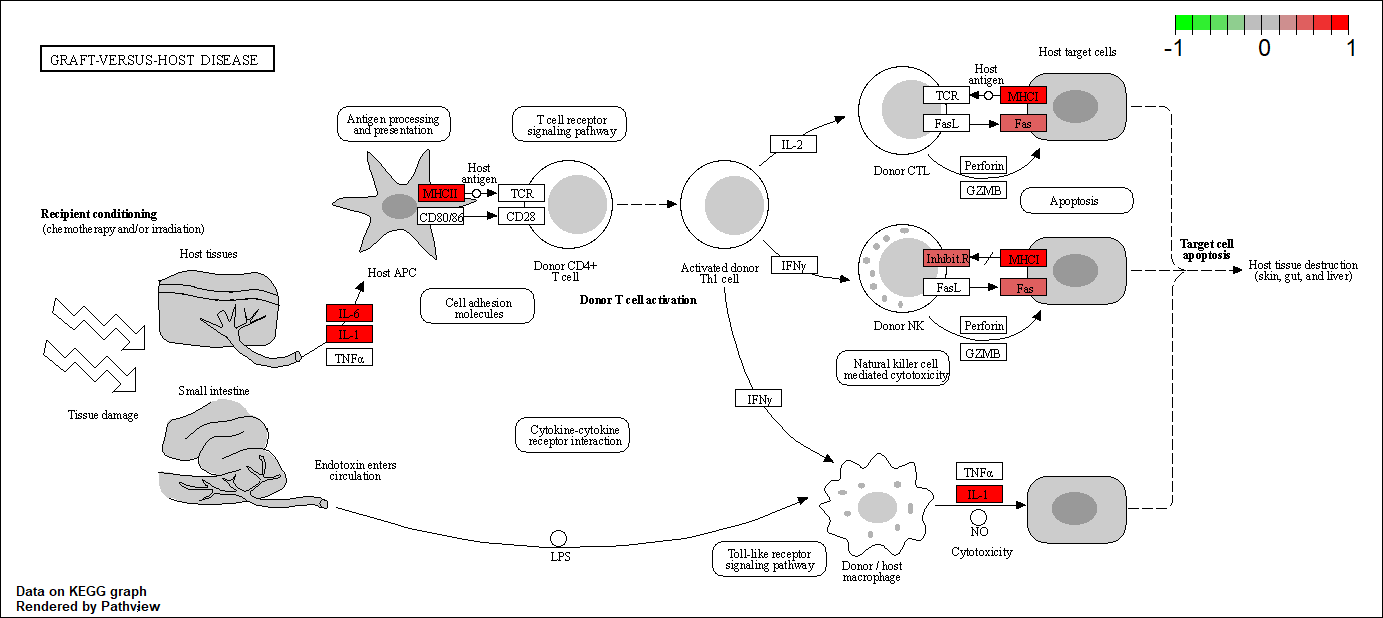 -1 0 1
GRAFT-VERSUS-HOST DISEASE
Host target cells
Host
antigen
TCR
MHCI
FasL
Fas
Donor CTL
Perforin
GZMB
Apoptosis
Antigen processing
and presentation
T cell receptor
signaling pathway
IL-2
Host
antigen
MHCII
TCR
CD80/86
CD28
Recipient conditioning
(chemotherapy and/or irradiation)
Host tissues
Host APC
Donor CD4+
T cell
Activated donor
Th1 cell
IFNγ
Inhibit.R
MHCI
FasL
Fas
Target cell
apoptosis
Host tissue destruction
(skin, gut, and liver)
Donor T cell activation
Cell adhesion
molecules
IL-6
IL-1
TNFα
Donor NK
Perforin
GZMB
Natural killer cell
mediated cytotoxicity
Small intestine
Tissue damage
IFNγ
Cytokine-cytokine
receptor interaction
Endotoxin enters
circulation
TNFα
IL-1
NO
Cytotoxicity
LPS
Toll-like receptor
signaling pathway
Donor / host
macrophage
Data on KEGG graph
Rendered by Pathview